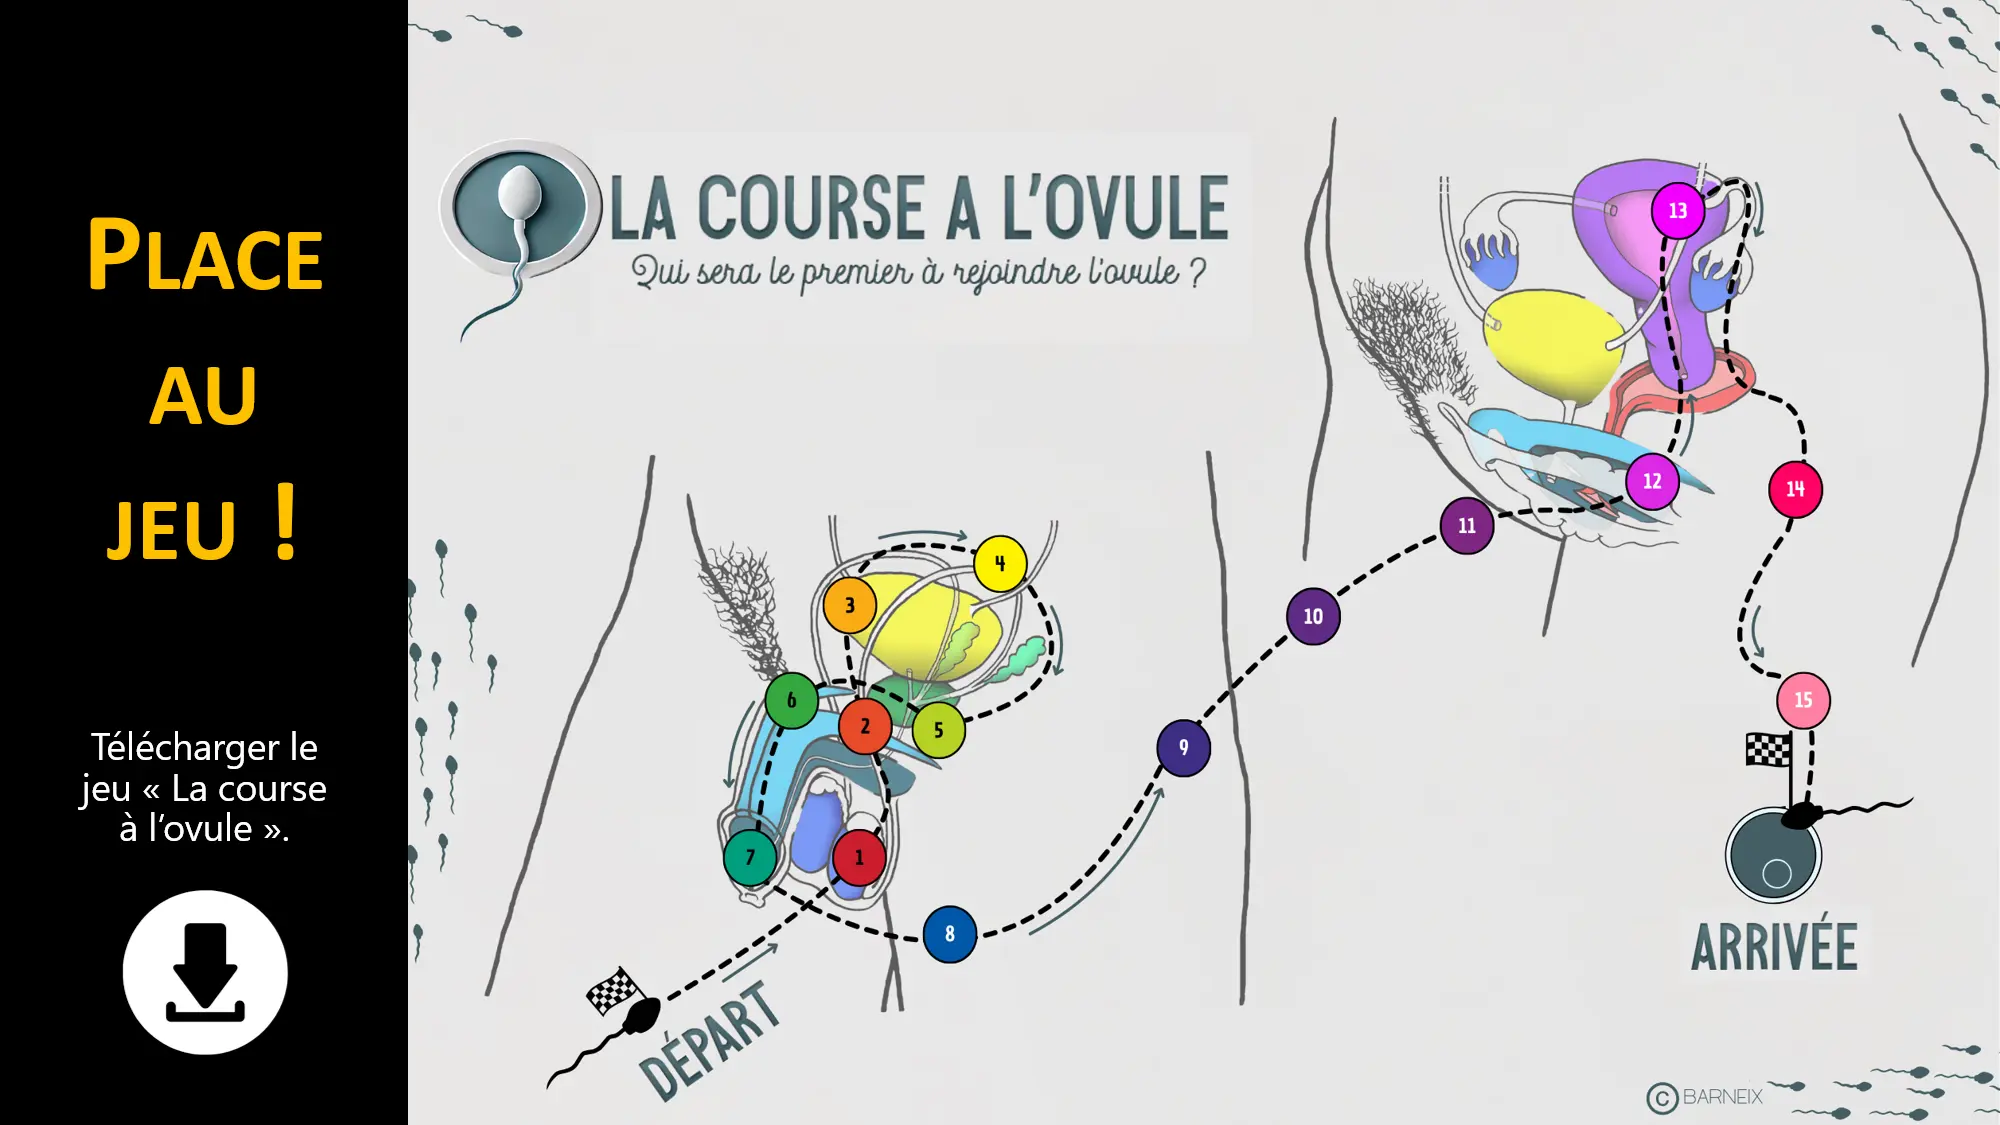 PLACE
AU
JEU !
Télécharger le
jeu « La course
à l’ovule ».
LA COURSE A L’OVULE
Qui sera le premier à rejoindre l’ovule ?
13
12
14
11
4
3
10
6
2
5
15
9
7
1
8
ARRIVÉE
DÉPART
© BARNEIX